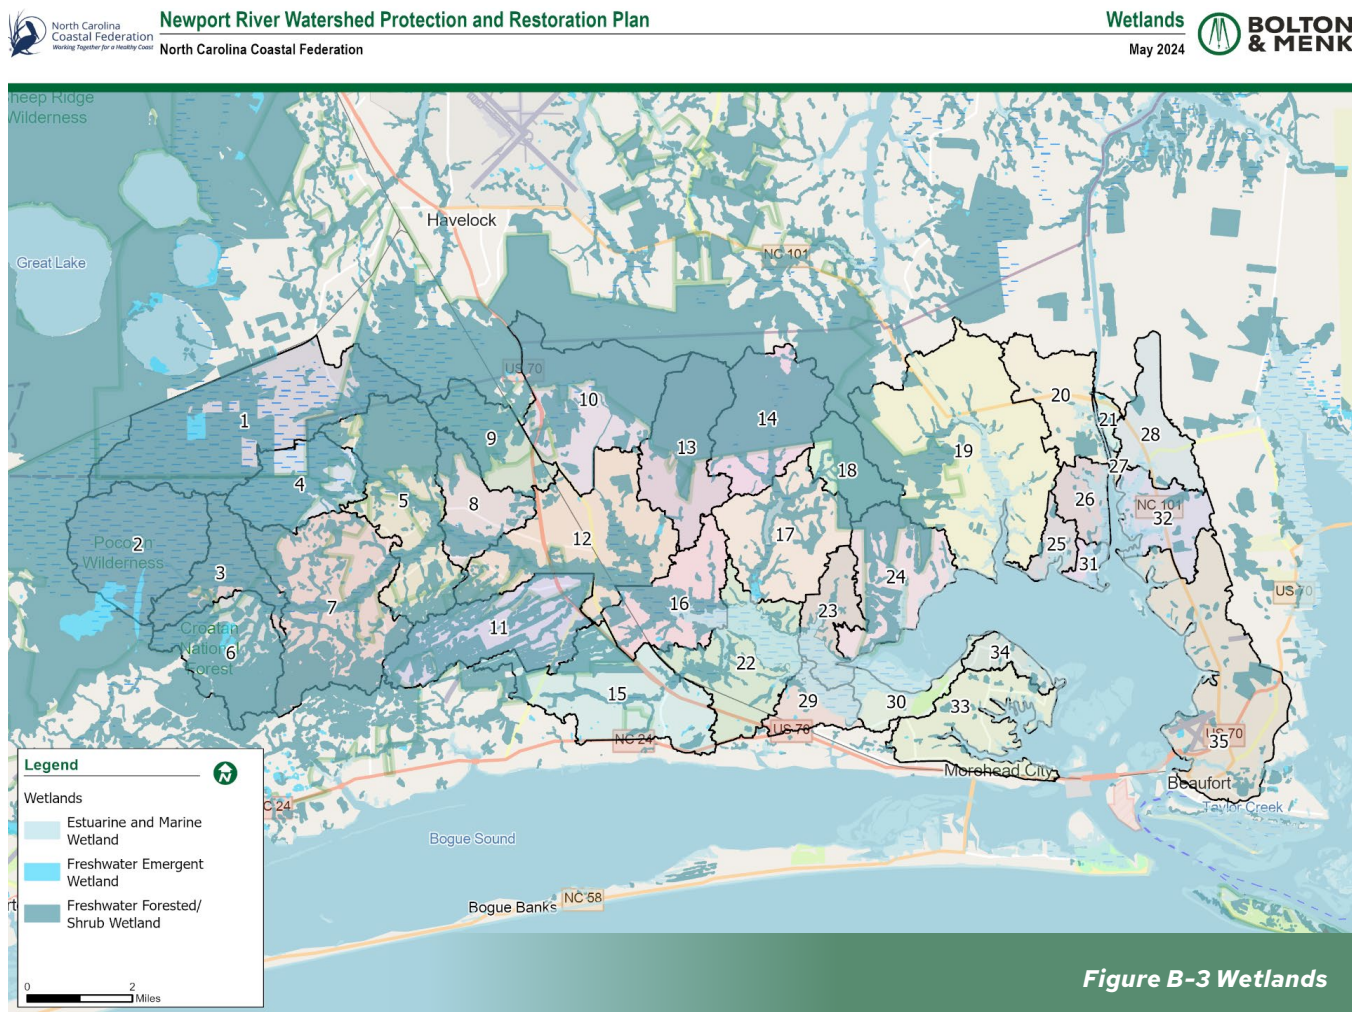 North Carolina
Coastal Federation
Working Together for a Healthy Coast
Newport River Watershed Protection and Restoration Plan
North Carolina Coastal Federation
Wetlands
May 2024
BOLTON
& MENK
Sheep Ridge
Wilderness
Havelock
Great Lake
NC 101
US 70
10
20
1
9
14
21
28
13
19
18
27
4
5
8
26
NC 101
32
2
Pocosin
Wilderness
12
17
25
31
3
24
US 70
7
16
23
11
Croatan
National
Forest
6
22
34
15
29
30
33
NC 24
US 70
US 70
35
Morehead City
Beaufort
Taylor Creek
NC 24
Bogue Sound
NC 58
Bogue Banks
Legend
N
Wetlands
Estuarine and Marine
Wetland
Freshwater Emergent
Wetland
Freshwater Forested/
Shrub Wetland
0 2
Miles
Figure B-3 Wetlands